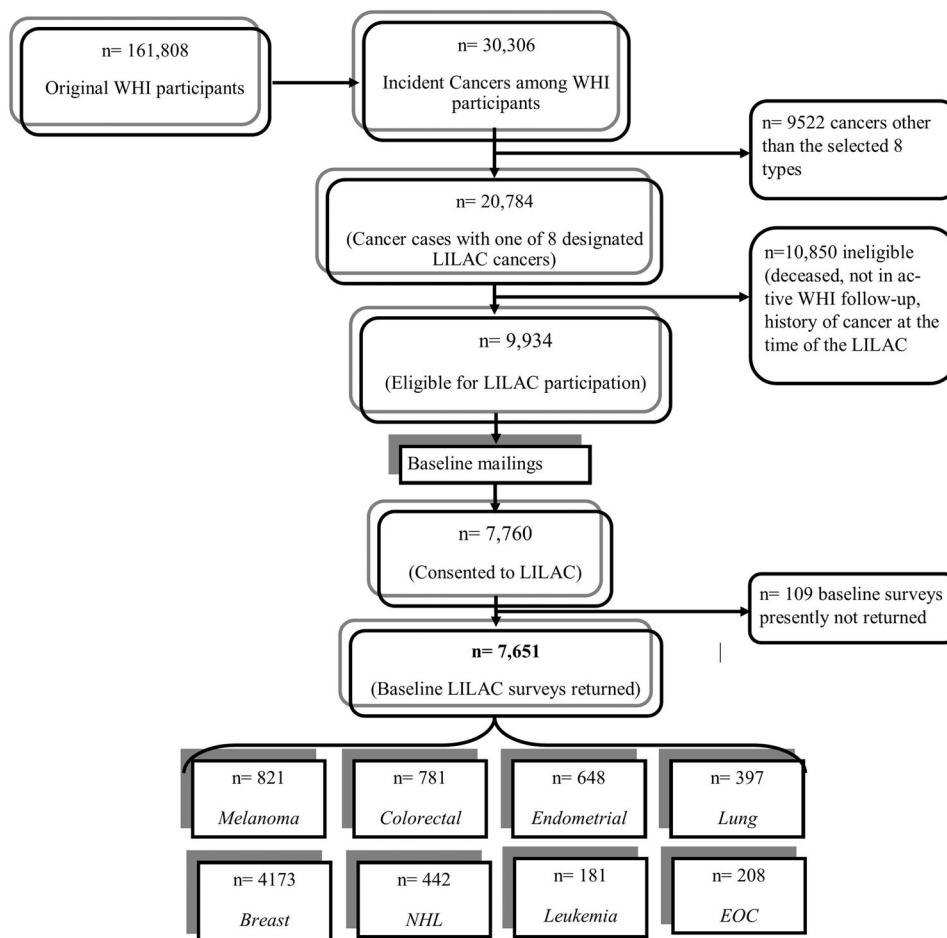 n= 161,808
Original WHI participants
n= 30,306
Incident Cancers among WHI
participants
n= 9522 cancers other
than the selected 8
types
n= 20,784
(Cancer cases with one of 8 designated
LILAC cancers)
n=10,850 ineligible
(deceased, not in ac-
tive WHI follow-up,
history of cancer at the
time of the LILAC
n= 9,934
(Eligible for LILAC participation)
Baseline mailings
n= 7,760
(Consented to LILAC)
n= 109 baseline surveys
presently not returned
n= 7,651
(Baseline LILAC surveys returned)
n= 821
Melanoma
n= 781
Colorectal
n= 648
Endometrial
n= 397
Lung
n= 4173
Breast
n= 442
NHL
n= 181
Leukemia
n= 208
EOC